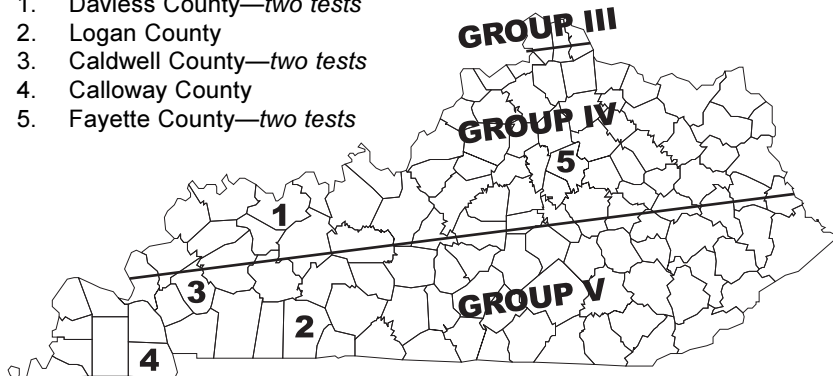 1. Daviess County—two tests
2. Logan County
3. Caldwell County—two tests
4. Calloway County
5. Fayette County—two tests
GROUP III
GROUP IV
5
1
3
GROUP V
2
4